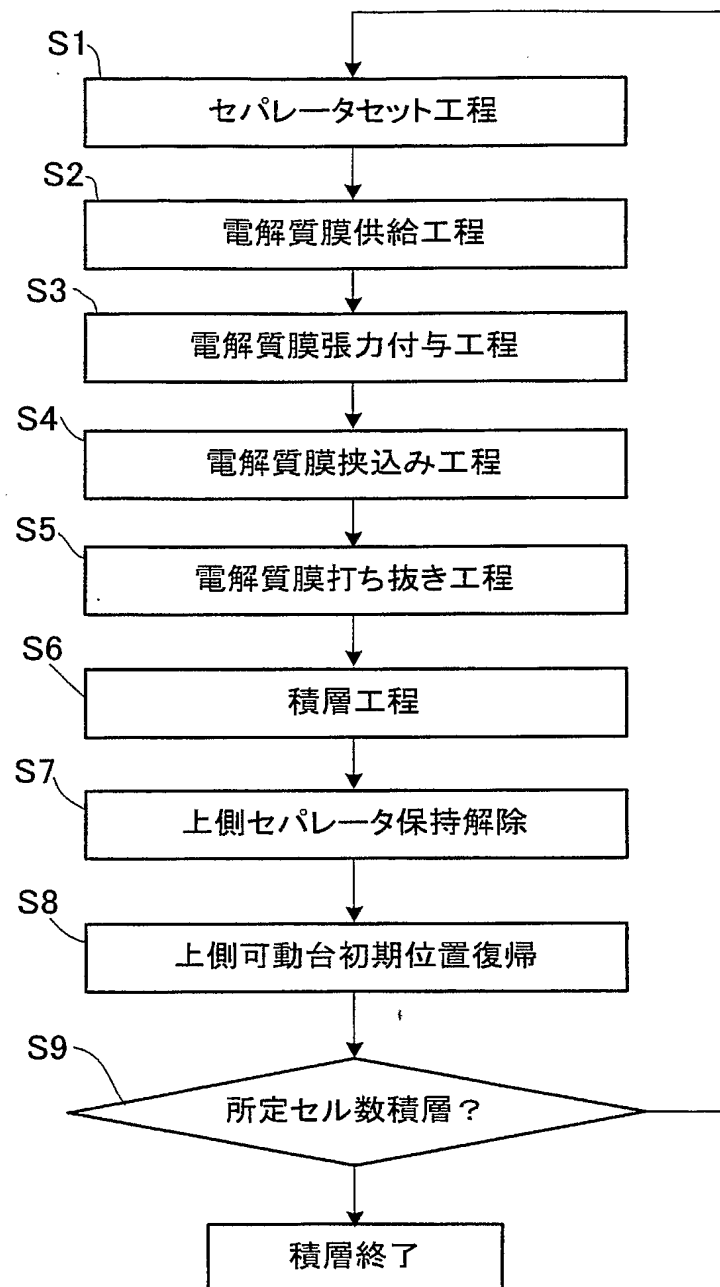 S1
セパレータセット工程
S2
電解質膜供給工程
S3
電解質膜張力付与工程
S4
電解質膜挟込み工程
S5
電解質膜打ち抜き工程
S6
積層工程
S7
上側セパレータ保持解除
S8
上側可動台初期位置復帰
S9
所定セル数積層？
積層終了